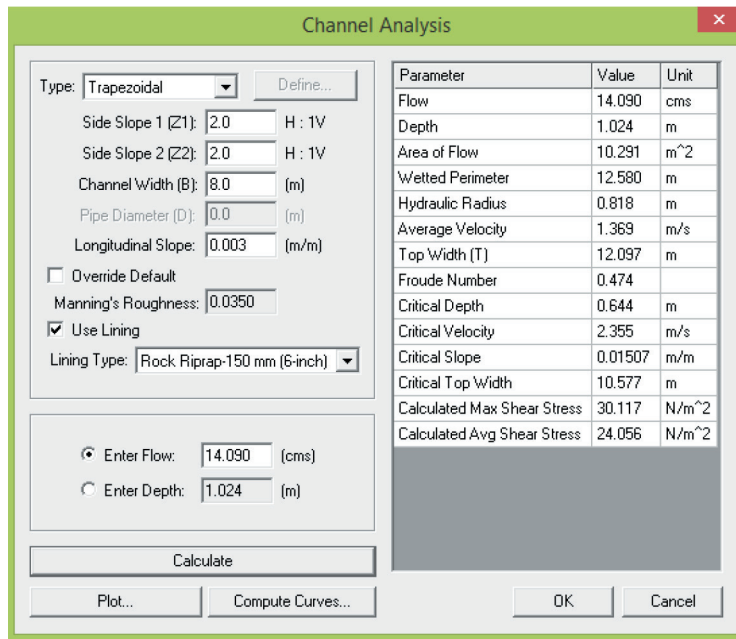 Channel Analysis
Type: Trapezoidal Define...
Side Slope 1 (Z1): 2.0 H : 1V
Side Slope 2 (Z2): 2.0 H : 1V
Channel Width (B): 8.0 (m)
Pipe Diameter (D): 0.0 (m)
Longitudinal Slope: 0.003 (m/m)
Override Default
Manning's Roughness: 0.0350
Use Lining
Lining Type: Rock Riprap-150 mm (6-inch)
Enter Flow: 14.090 (cms)
Enter Depth: 1.024 (m)
Calculate
Plot... Compute Curves...
Parameter Value Unit
Flow 14.090 cms
Depth 1.024 m
Area of Flow 10.291 m^2
Wetted Perimeter 12.580 m
Hydraulic Radius 0.818 m
Average Velocity 1.369 m/s
Top Width (T) 12.097 m
Froude Number 0.474
Critical Depth 0.644 m
Critical Velocity 2.355 m/s
Critical Slope 0.01507 m/m
Critical Top Width 10.577 m
Calculated Max Shear Stress 30.117 N/m^2
Calculated Avg Shear Stress 24.056 N/m^2
OK Cancel